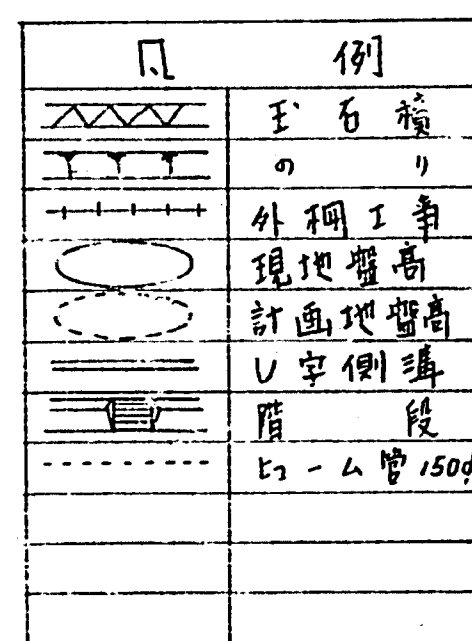 凡例
玉石積
のり
外柵工事
現地盤高
計画地盤高
U字側溝
階段
ヒューム管150φ